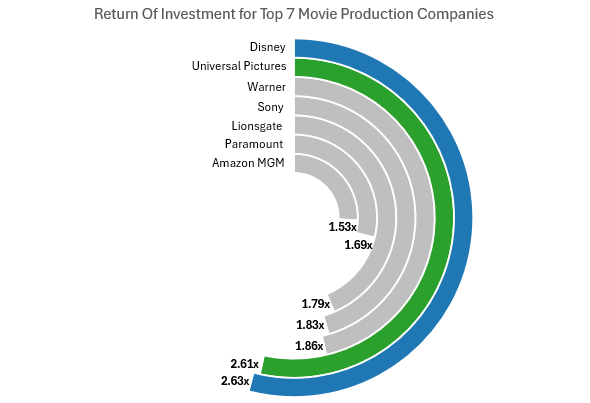 Return Of Investment for Top 7 Movie Production Companies
Disney
Universal Pictures
Warner
Sony
Lionsgate
Paramount
Amazon MGM
1.53x
1.69x
1.79x
1.83x
1.86x
2.61x
2.63x